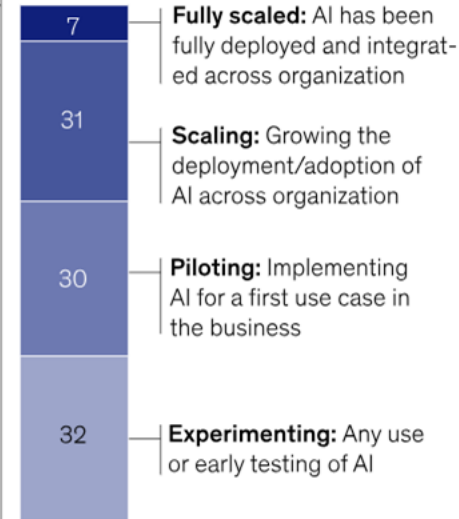 7
Fully scaled: AI has been
fully deployed and integrat-
ed across organization
31
Scaling: Growing the
deployment/adoption of
AI across organization
30
Piloting: Implementing
AI for a first use case in
the business
32
Experimenting: Any use
or early testing of AI